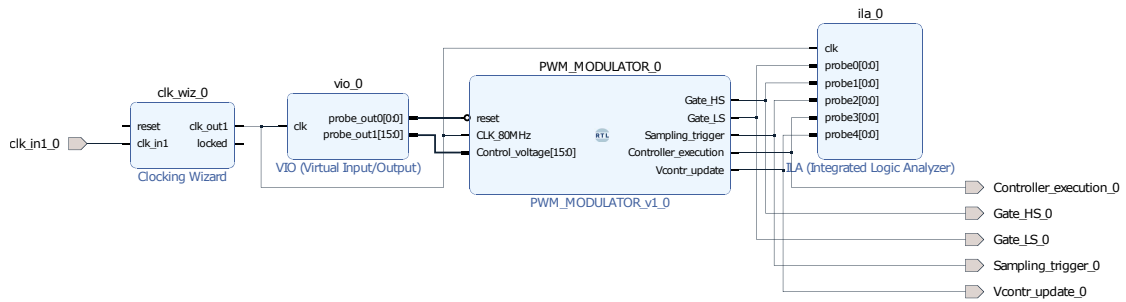 ila_0
clk
probe0[0:0]
probe1[0:0]
probe2[0:0]
probe3[0:0]
probe4[0:0]
ILA (Integrated Logic Analyzer)
PWM_MODULATOR_0
reset
CLK_80MHz
Control_voltage[15:0]
RTL
Gate_HS
Gate_LS
Sampling_trigger
Controller_execution
Vcontr_update
PWM_MODULATOR_v1_0
vio_0
clk
probe_out0[0:0]
probe_out1[15:0]
VIO (Virtual Input/Output)
clk_wiz_0
reset
clk_in1
clk_out1
locked
Clocking Wizard
clk_in1_0
Controller_execution_0
Gate_HS_0
Gate_LS_0
Sampling_trigger_0
Vcontr_update_0